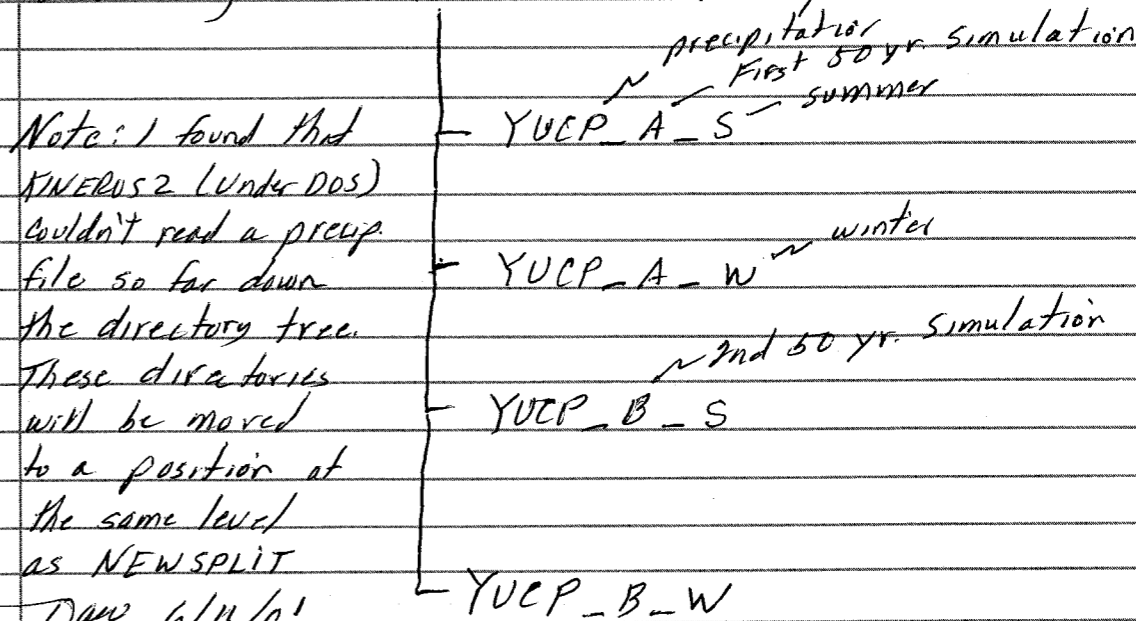 precipitation
First 50 yr. simulation
summer
YUCP_A_S
Note: I found that
KINEROS2 (Under DOS)
couldn't read a precip.
file so far down
the directory tree.
These directories
will be moved
to a position at
the same level
as NEWSPLIT
winter
YUCP_A_W
2nd 50 yr. simulation
YUCP_B_S
YUCP_B_W